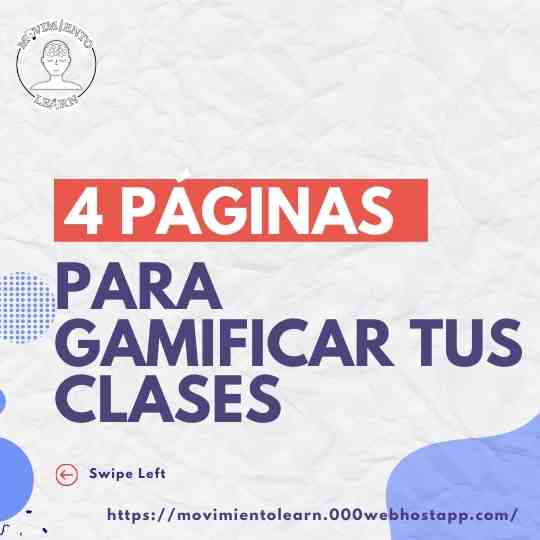 MOVIMIENTO
LEARN
4 PÁGINAS
PARA
GAMIFICAR TUS
CLASES
Swipe Left
https://movimientolearn.000webhostapp.com/